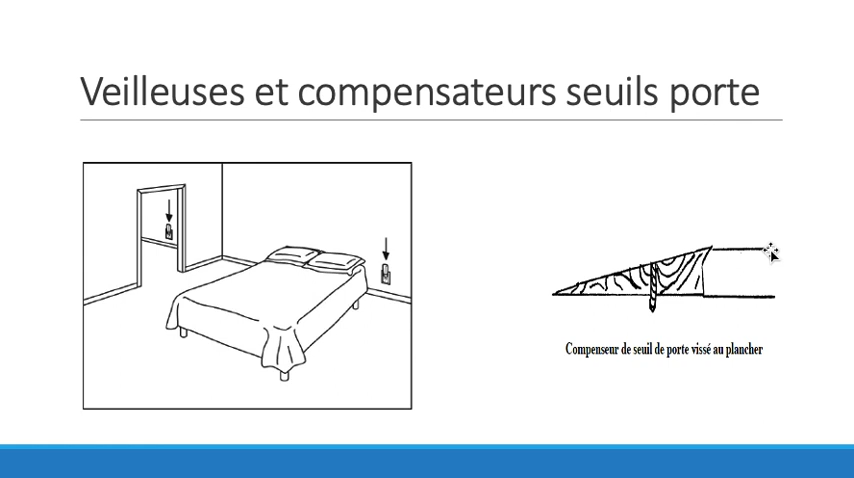 Veilleuses et compensateurs seuils porte
Compenseur de seuil de porte vissé au plancher